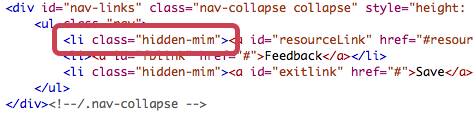 <div id="nav-links" class="nav-collapse collapse" style="height:
<ul class="nav">
<li class="hidden-mim"><a id="resourceLink" href="#resour
<li><a id="fblink" href="#">Feedback</a></li>
<li class="hidden-mim"><a id="exitlink" href="#">Save</a>
</ul>
</div><!--/.nav-collapse -->